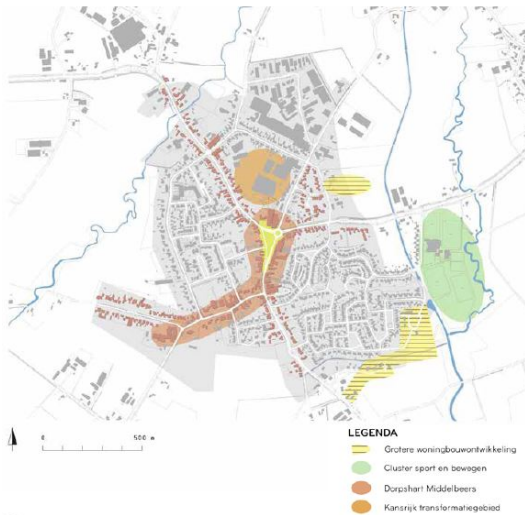 0 500 m
LEGENDA
Grotere woningbouwontwikkeling
Cluster sport en bewegen
Dorpshart Middelbeers
Kansrijk transformatiegebied